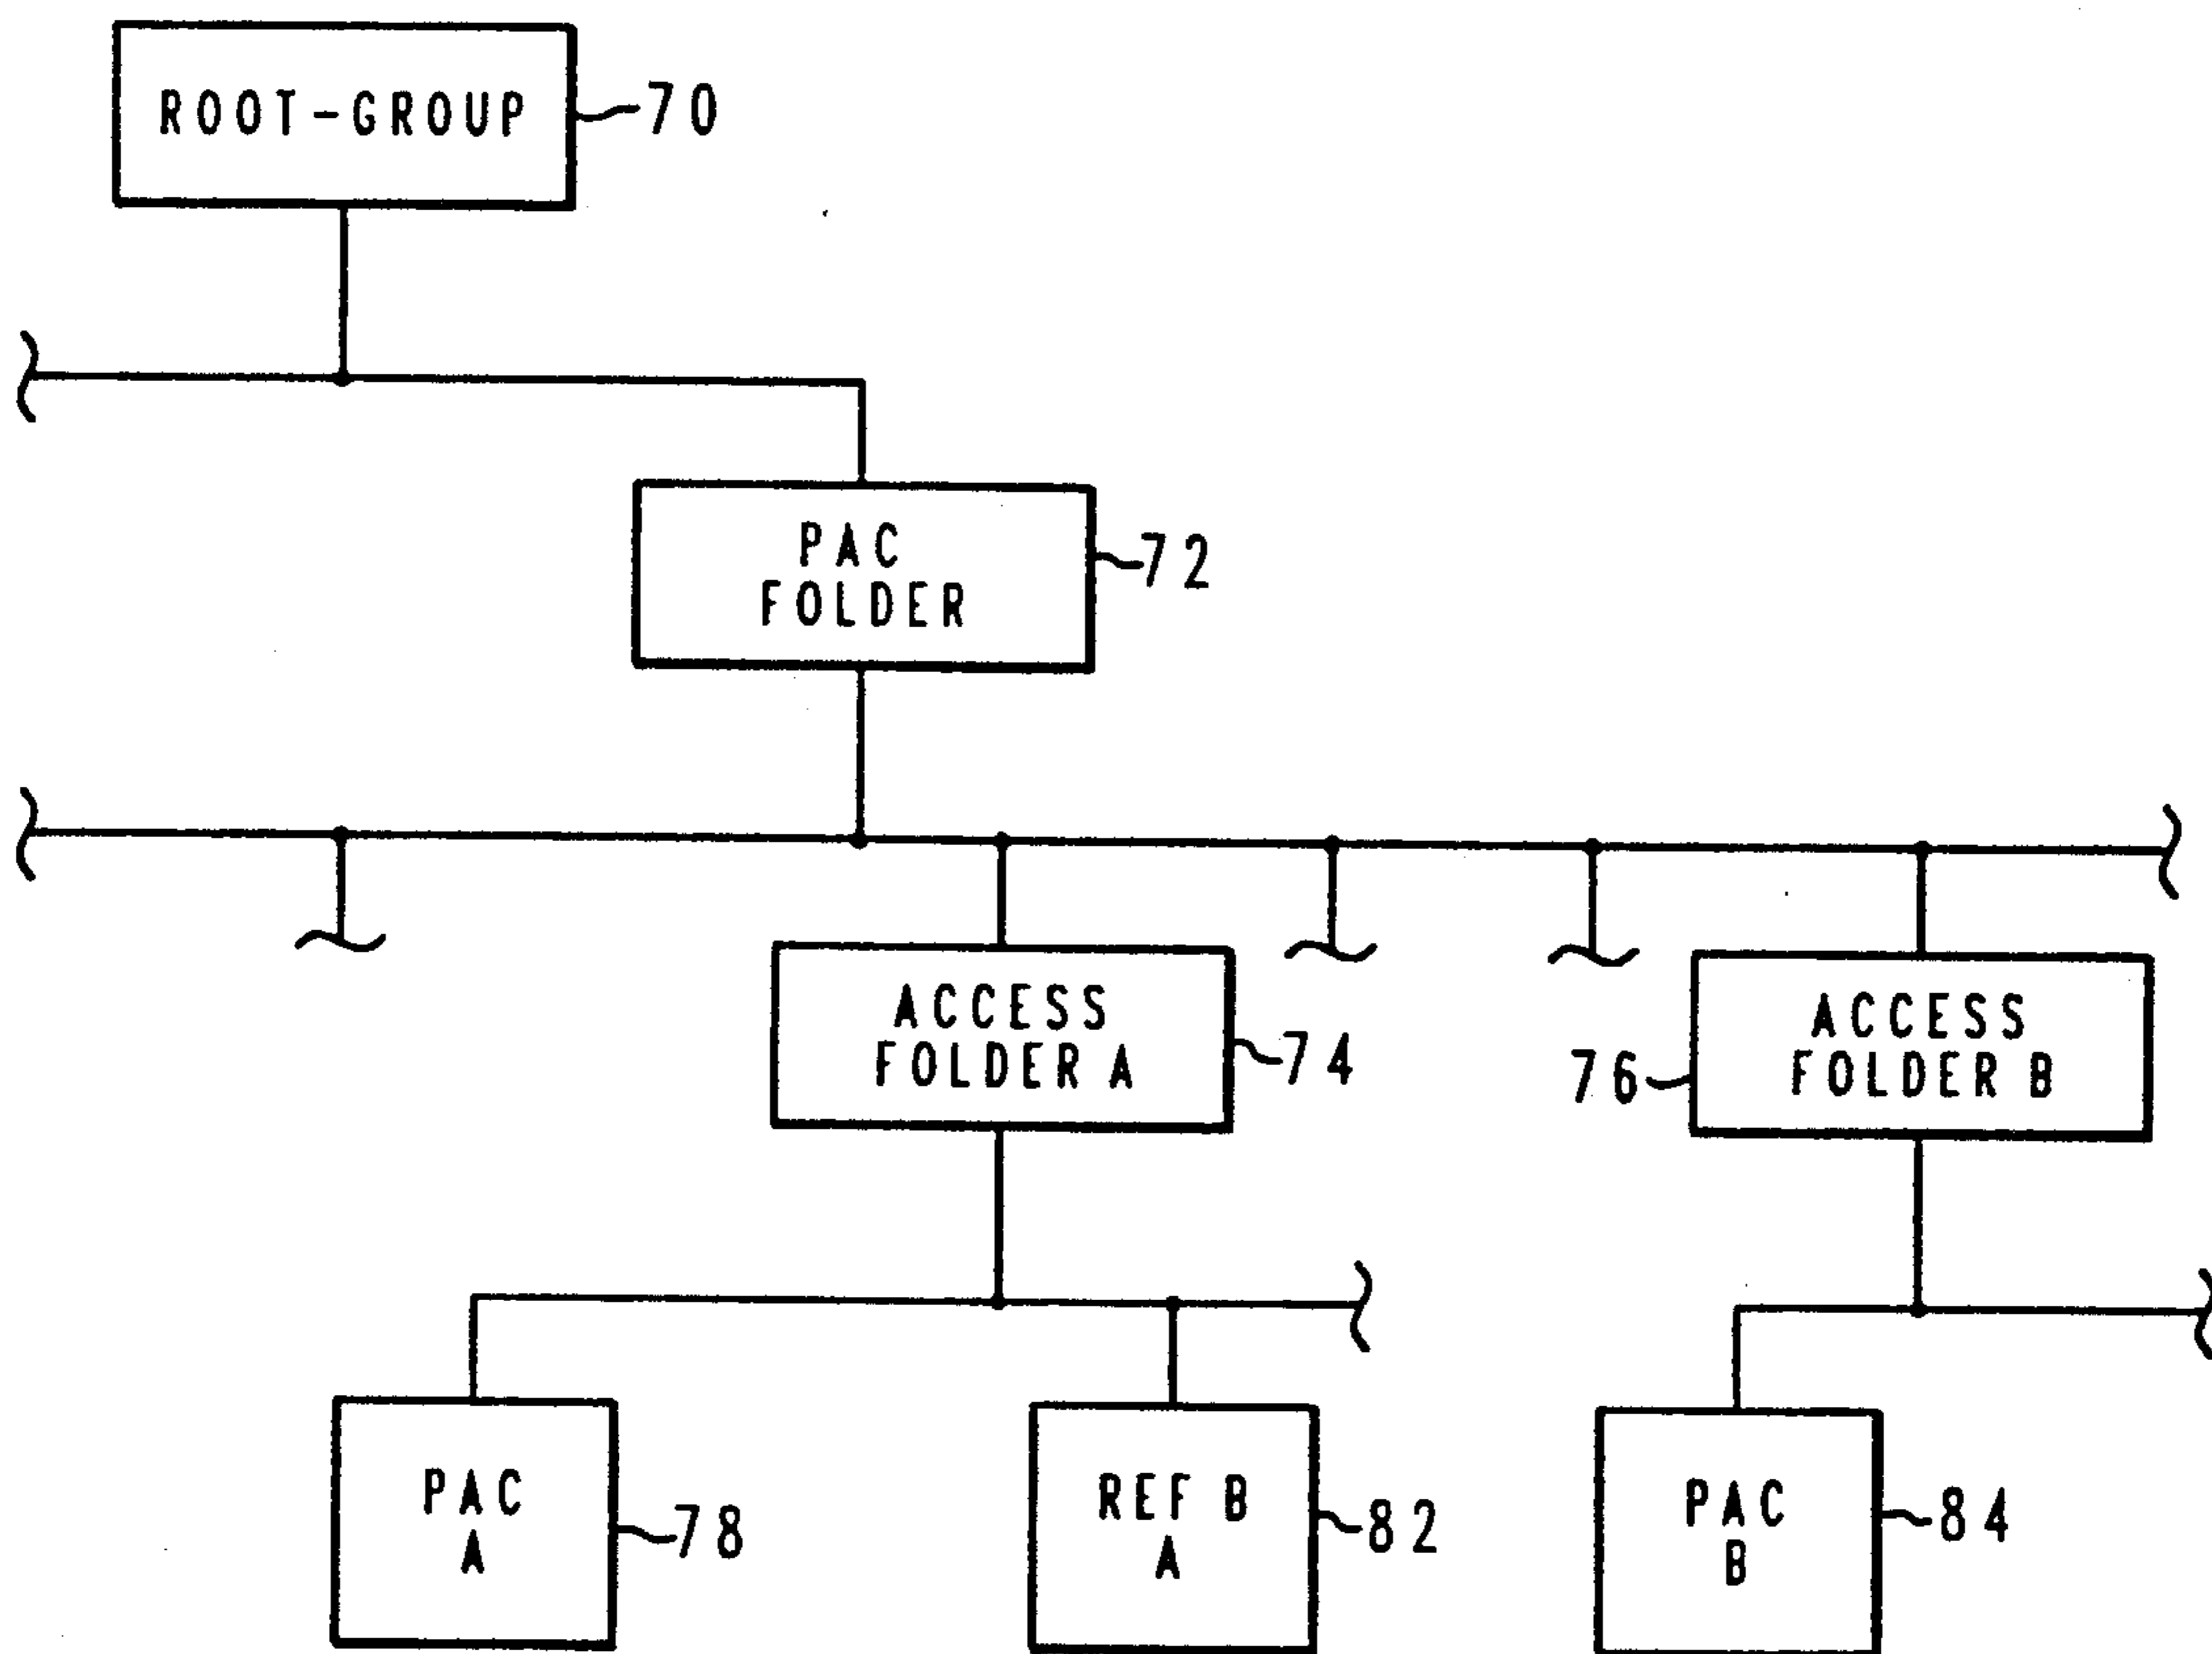 ROOT-GROUP
70
PAC
FOLDER
72
ACCESS
FOLDER A
74
76
ACCESS
FOLDER B
PAC
A
78
REF B
A
82
PAC
B
84